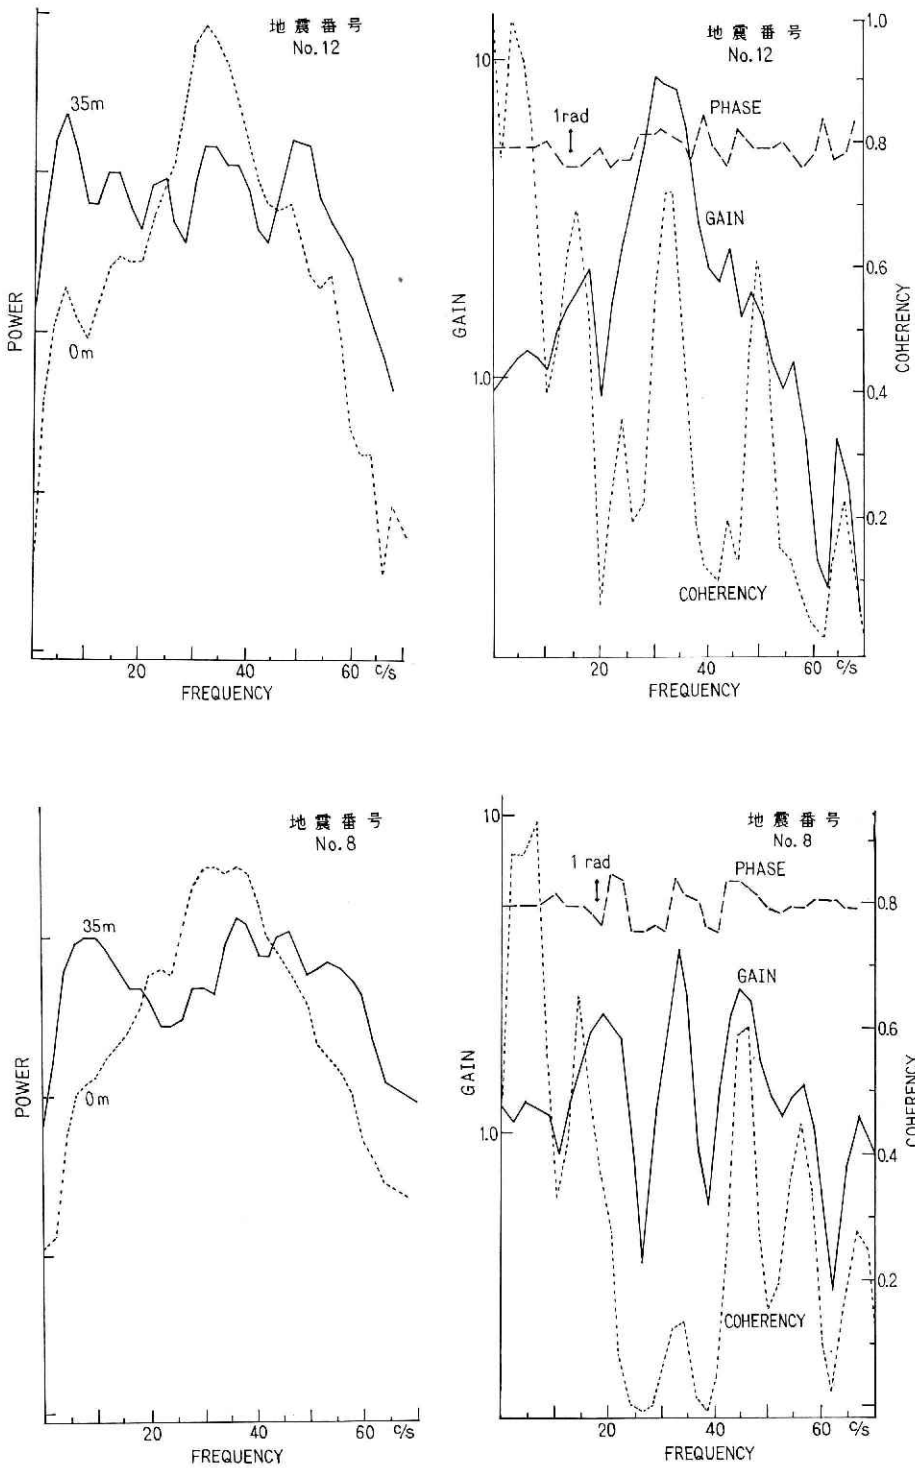 地震番号
No.12
35m
0m
POWER
20
40
60
c/s
FREQUENCY
地震番号
No.12
10
1.0
GAIN
1rad
PHASE
GAIN
COHERENCY
1.0
0.8
0.6
0.4
0.2
COHERENCY
20
40
60
c/s
FREQUENCY
地震番号
No.8
35m
0m
POWER
20
40
60
c/s
FREQUENCY
地震番号
No.8
10
1.0
GAIN
1 rad
PHASE
GAIN
COHERENCY
0.8
0.6
0.4
0.2
COHERENCY
20
40
60
c/s
FREQUENCY